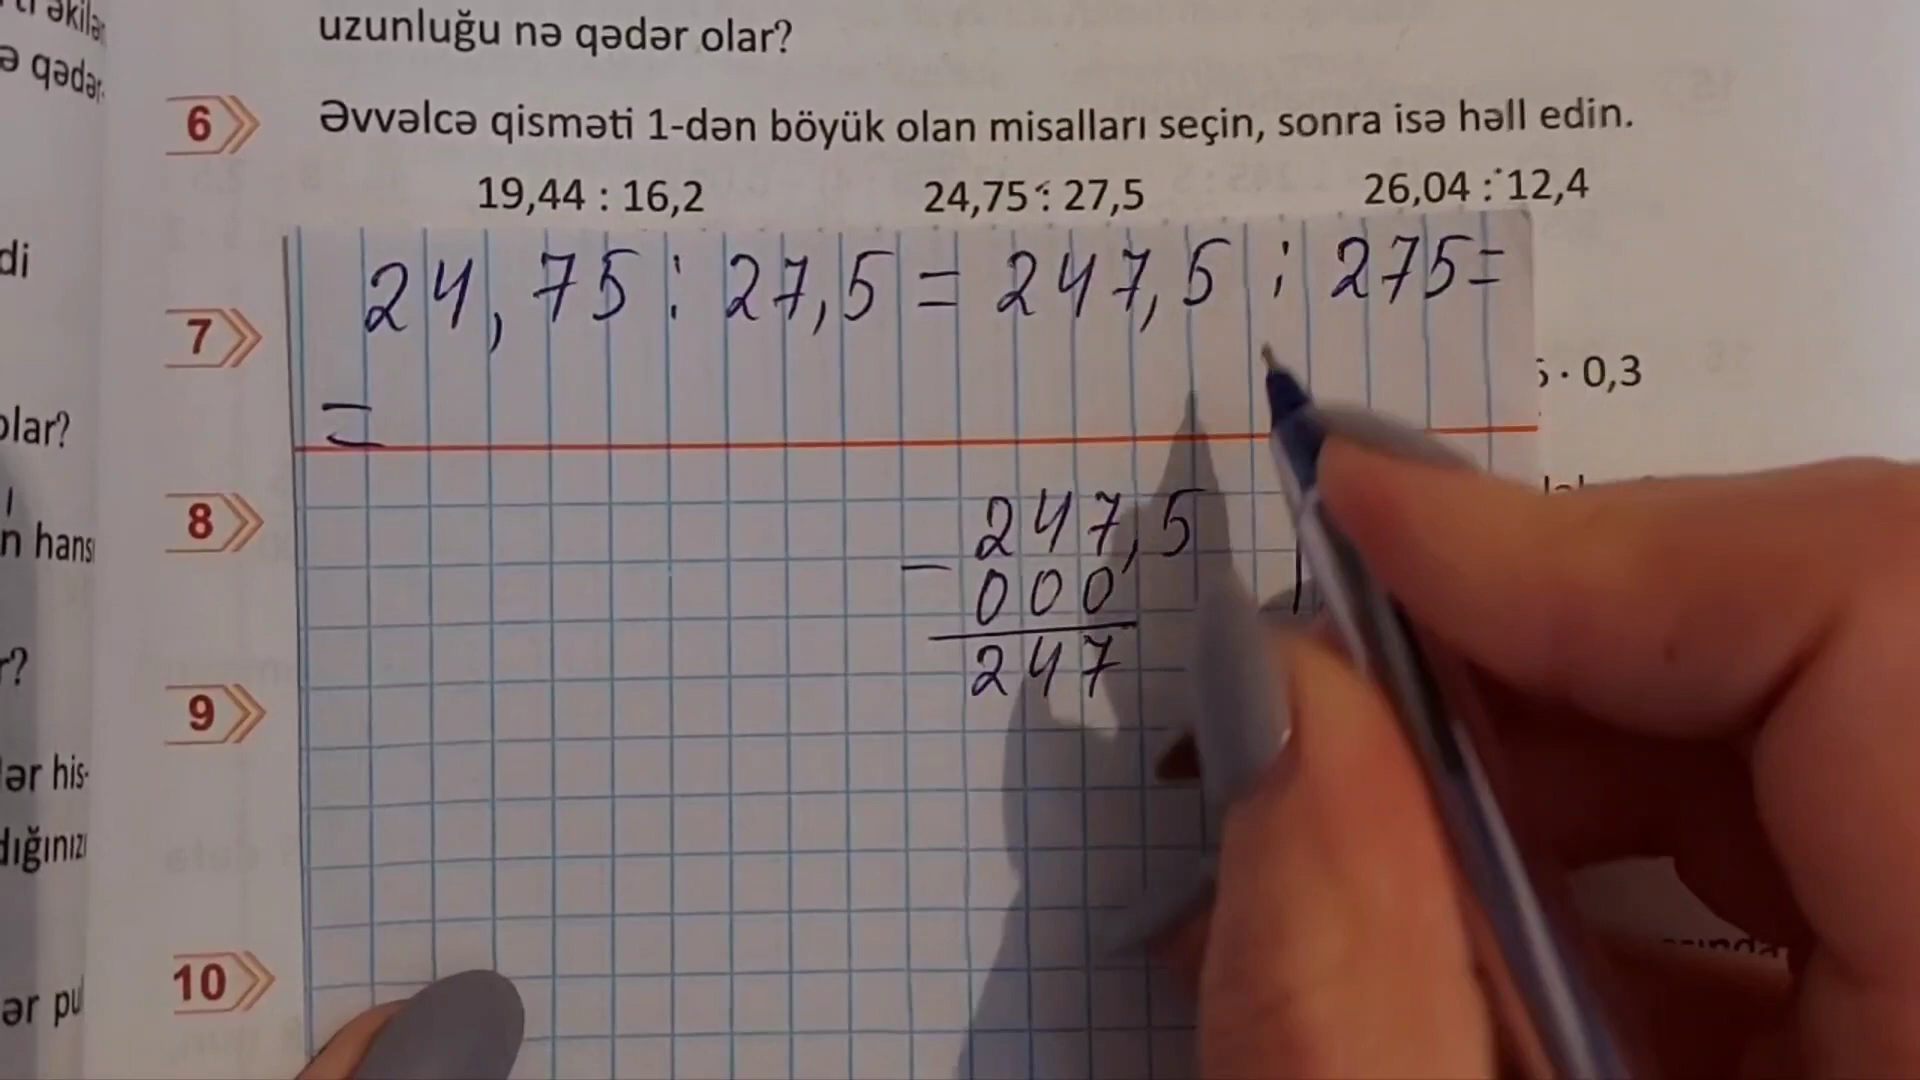 uzunluğu nə qədər olar?
6 Əvvəlcə qisməti 1-dən böyük olan misalları seçin, sonra isə həll edin.
19,44 : 16,2 24,75 : 27,5 26,04 : 12,4
24,75 : 27,5 = 247,5 : 275 =
=
7
· 0,3
247,5
− 000
247
8
9
10
ə qədər
di
olar?
n hans
r?
ər his-
dığınızı
ər pul